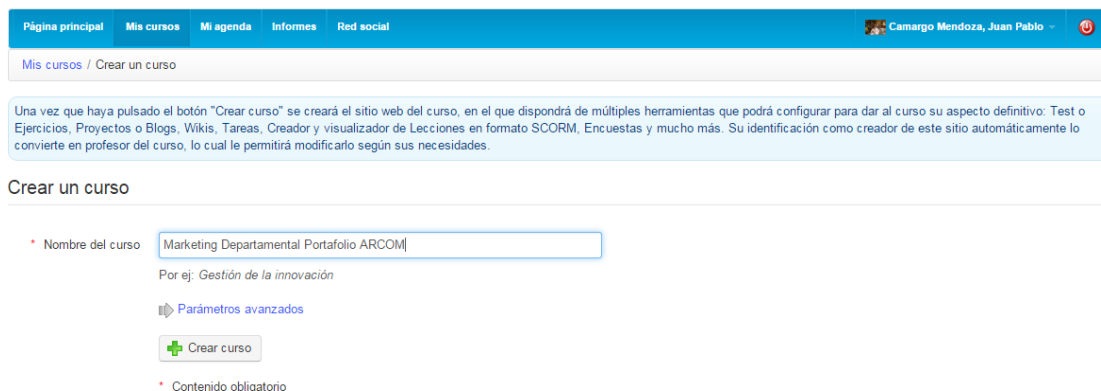 Página principal Mis cursos Mi agenda Informes Red social Camargo Mendoza, Juan Pablo
Mis cursos / Crear un curso
Una vez que haya pulsado el botón "Crear curso" se creará el sitio web del curso, en el que dispondrá de múltiples herramientas que podrá configurar para dar al curso su aspecto definitivo: Test o
Ejercicios, Proyectos o Blogs, Wikis, Tareas, Creador y visualizador de Lecciones en formato SCORM, Encuestas y mucho más. Su identificación como creador de este sitio automáticamente lo
convierte en profesor del curso, lo cual le permitirá modificarlo según sus necesidades.
Crear un curso
* Nombre del curso Marketing Departamental Portafolio ARCOM
Por ej: Gestión de la innovación
Parámetros avanzados
Crear curso
* Contenido obligatorio